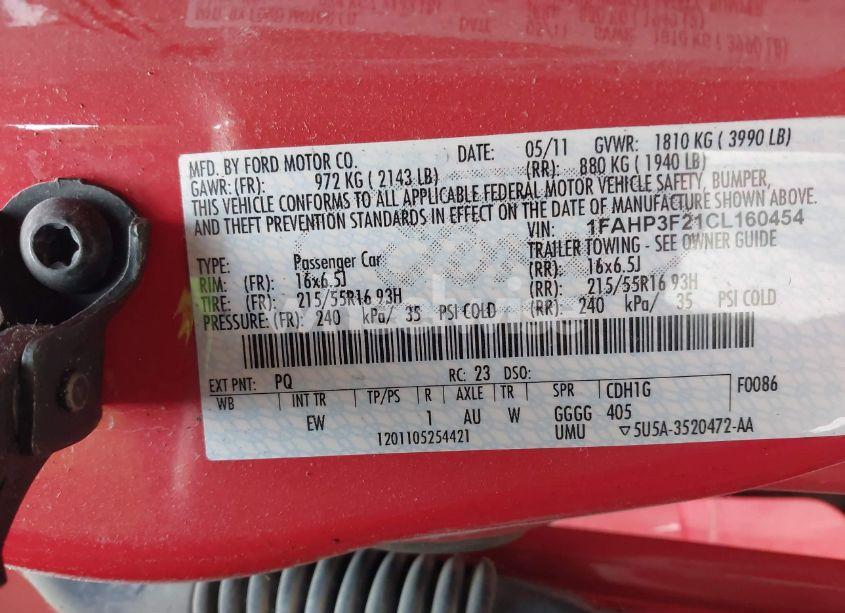 MFD. BY FORD MOTOR CO. DATE: 05/11 GVWR: 1810 KG ( 3990 LB)
GAWR: (FR): 972 KG ( 2143 LB) (RR): 880 KG ( 1940 LB)
THIS VEHICLE CONFORMS TO ALL APPLICABLE FEDERAL MOTOR VEHICLE SAFETY, BUMPER,
AND THEFT PREVENTION STANDARDS IN EFFECT ON THE DATE OF MANUFACTURE SHOWN ABOVE.
VIN: 1FAHP3F21CL160454
TYPE: Passenger Car TRAILER TOWING - SEE OWNER GUIDE
RIM: (FR): 16x6.5J (RR): 16x6.5J
TIRE: (FR): 215/55R16 93H (RR): 215/55R16 93H
PRESSURE: (FR): 240 kPa/ 35 PSI COLD (RR): 240 kPa/ 35 PSI COLD
EXT PNT: PQ RC: 23 DSO:
WB INT TR TP/PS R AXLE TR SPR CDH1G F0086
EW 1 AU W GGGG 405
1201105254421 UMU ▽5U5A-3520472-AA